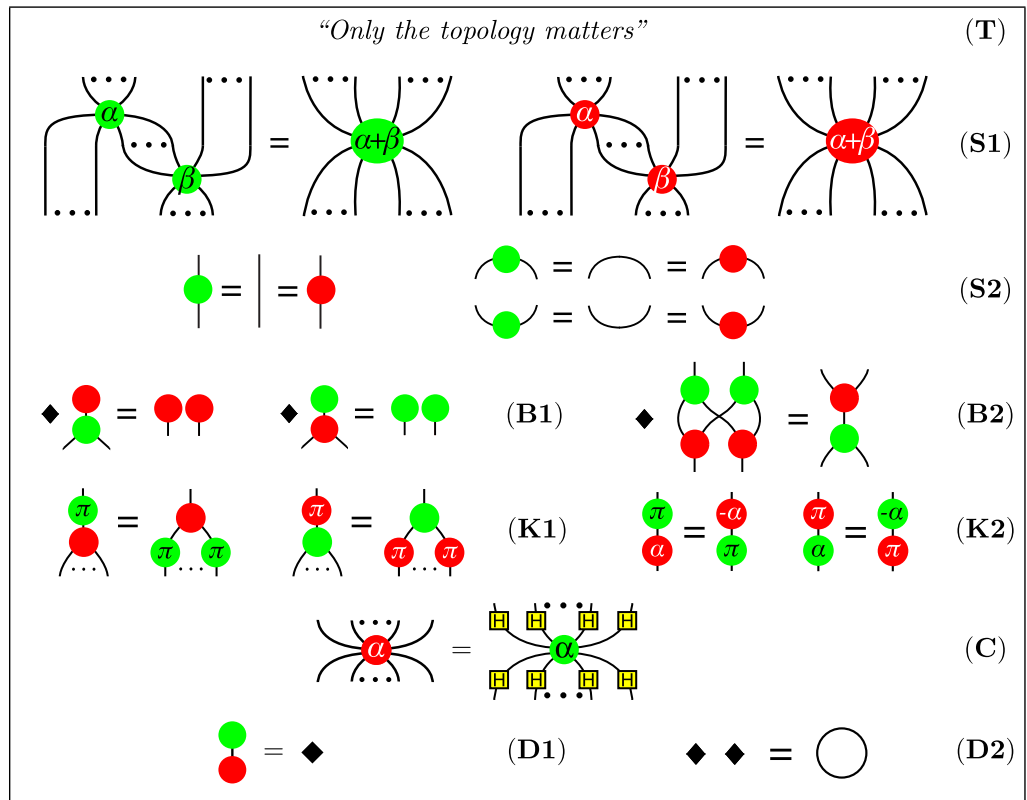 “Only the topology matters” (T)
α β = α+β α β = α+β (S1)
= = = = = = (S2)
= = (B1) = (B2)
π = π π π = π π (K1) π α = -α π π α = -α π (K2)
α = H H H H α H H H H (C)
= (D1) = (D2)